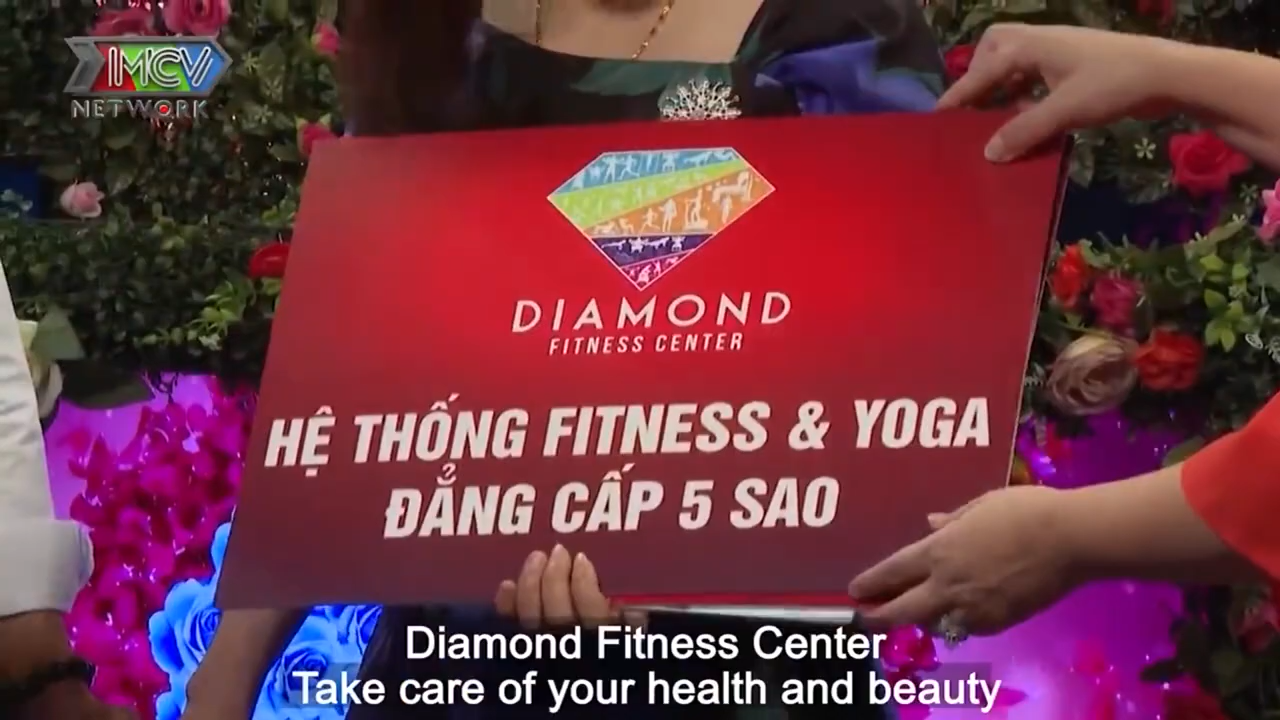 MCV
NETWORK
DIAMOND
FITNESS CENTER
HỆ THỐNG FITNESS & YOGA
ĐẲNG CẤP 5 SAO
Diamond Fitness Center
Take care of your health and beauty